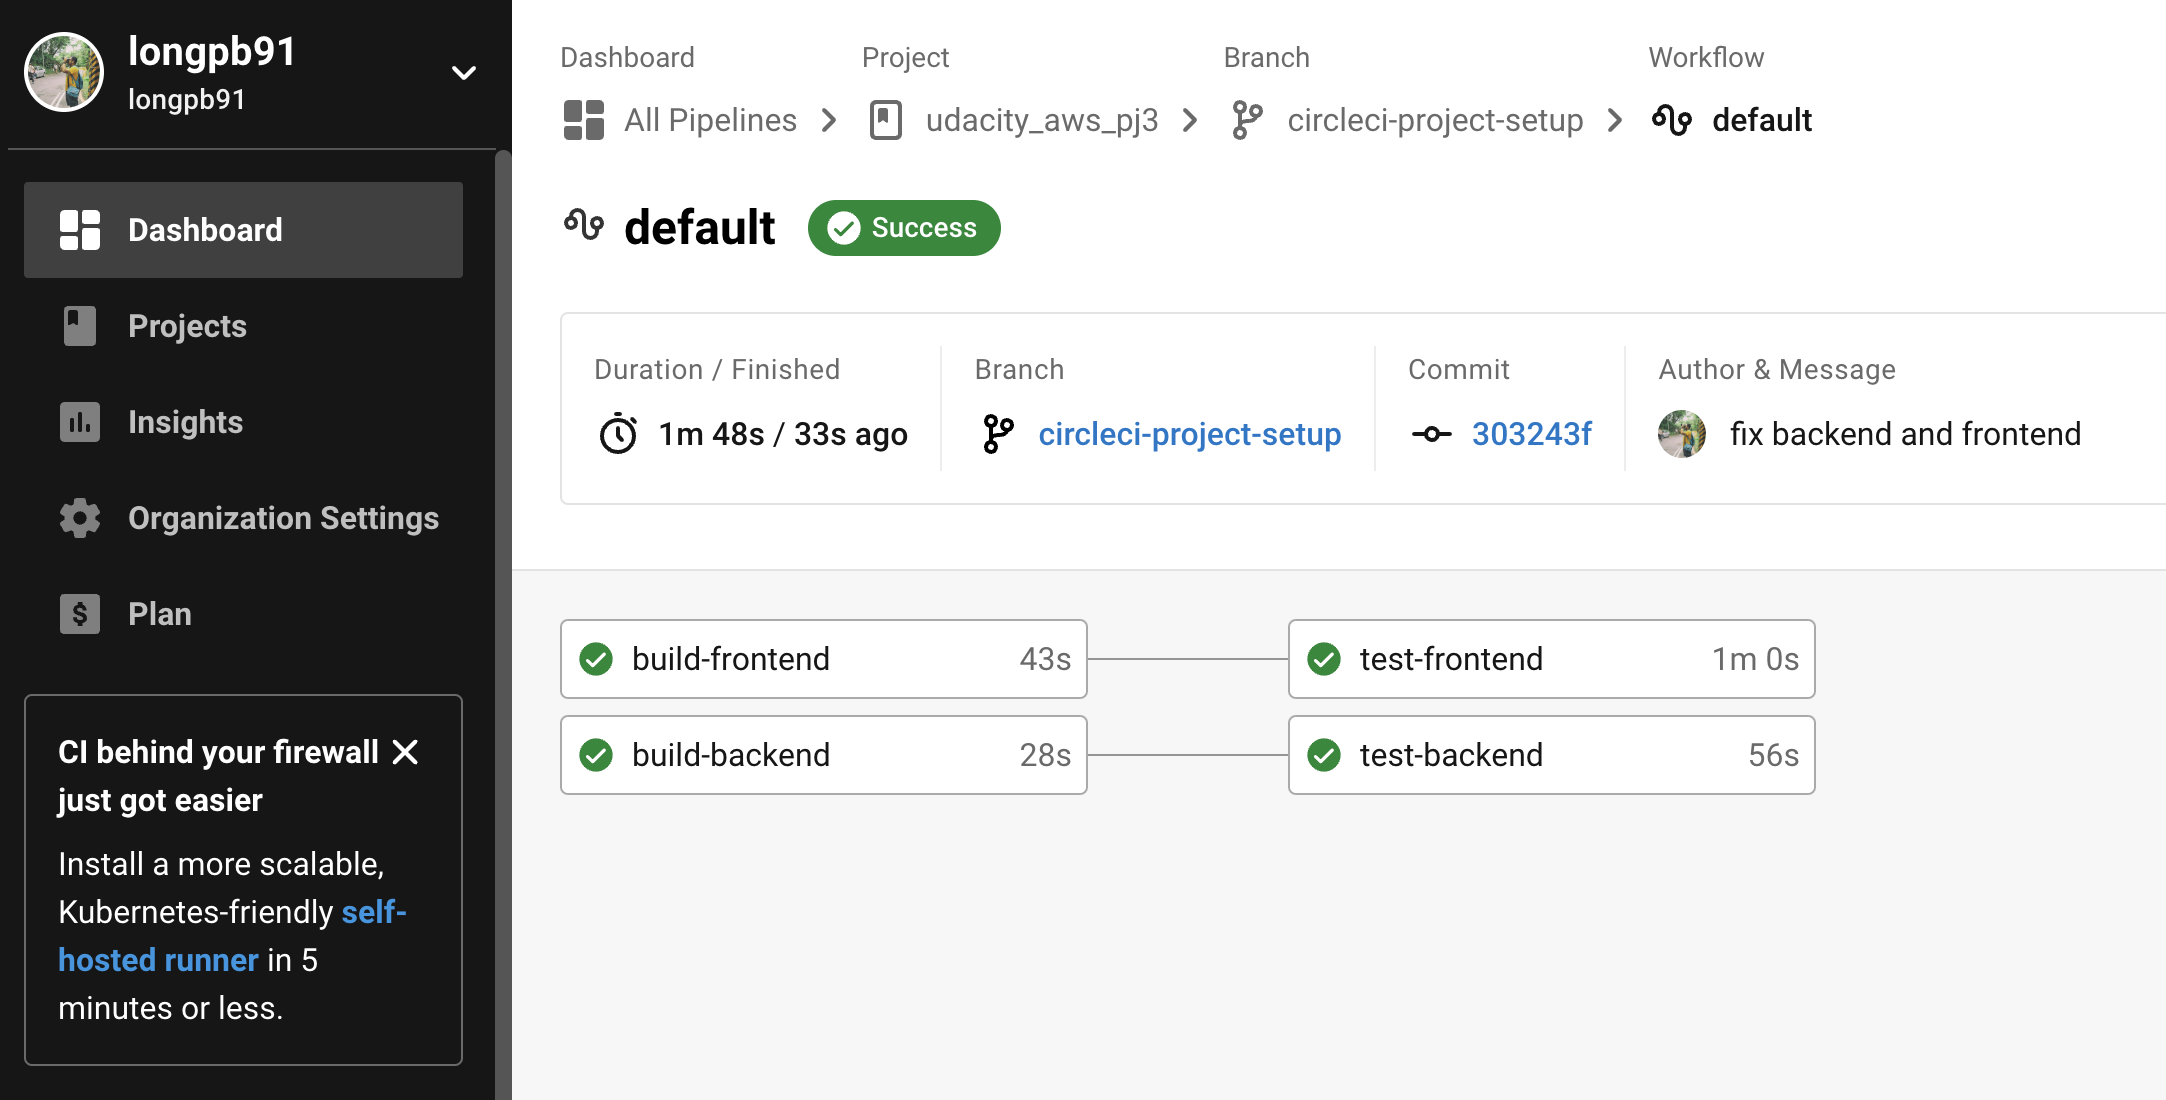 longpb91
longpb91
Dashboard
Projects
Insights
Organization Settings
Plan
CI behind your firewall
just got easier
Install a more scalable,
Kubernetes-friendly self-
hosted runner in 5
minutes or less.
Dashboard Project Branch Workflow
All Pipelines udacity_aws_pj3 circleci-project-setup default
default Success
Duration / Finished Branch Commit Author & Message
1m 48s / 33s ago circleci-project-setup 303243f fix backend and frontend
build-frontend 43s test-frontend 1m 0s
build-backend 28s test-backend 56s